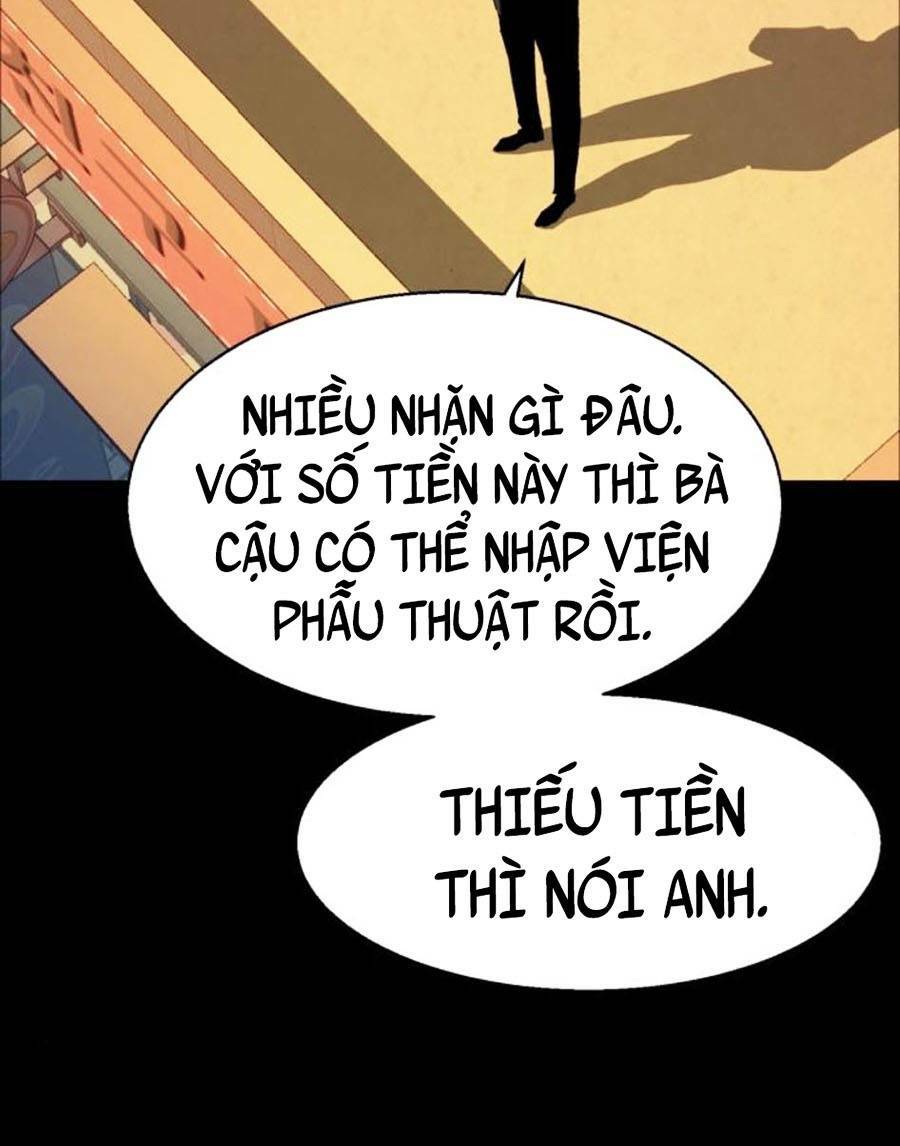 NHIỀU NHẶN GÌ ĐÂU.
VỚI SỐ TIỀN NÀY THÌ BÀ
CẬU CÓ THỂ NHẬP VIỆN
PHẪU THUẬT RỒI.
THIẾU TIỀN
THÌ NÓI ANH.